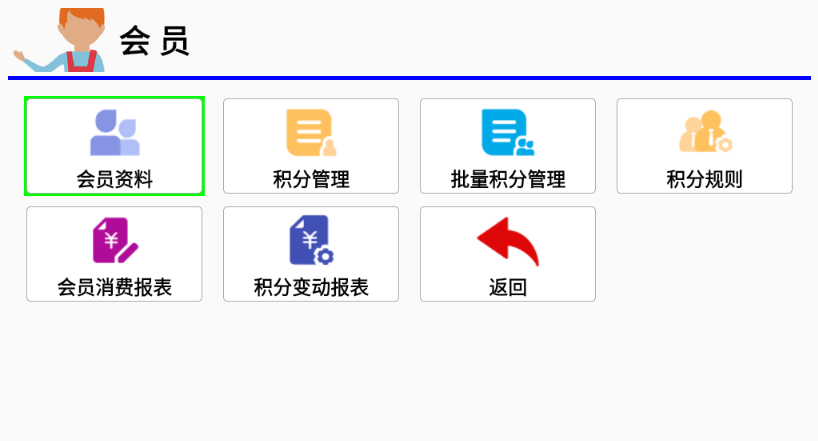 会员
会员资料
积分管理
批量积分管理
积分规则
会员消费报表
积分变动报表
返回